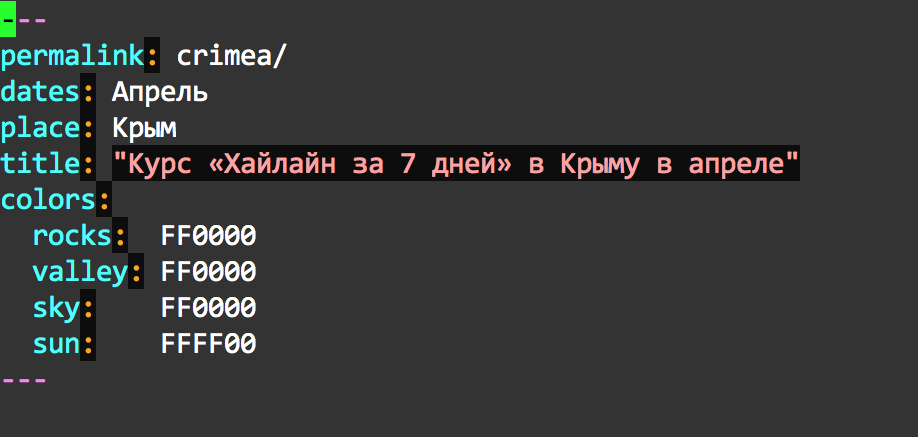 ---
permalink: crimea/
dates: Апрель
place: Крым
title: "Курс «Хайлайн за 7 дней» в Крыму в апреле"
colors:
  rocks:  FF0000
  valley: FF0000
  sky:    FF0000
  sun:    FFFF00
---